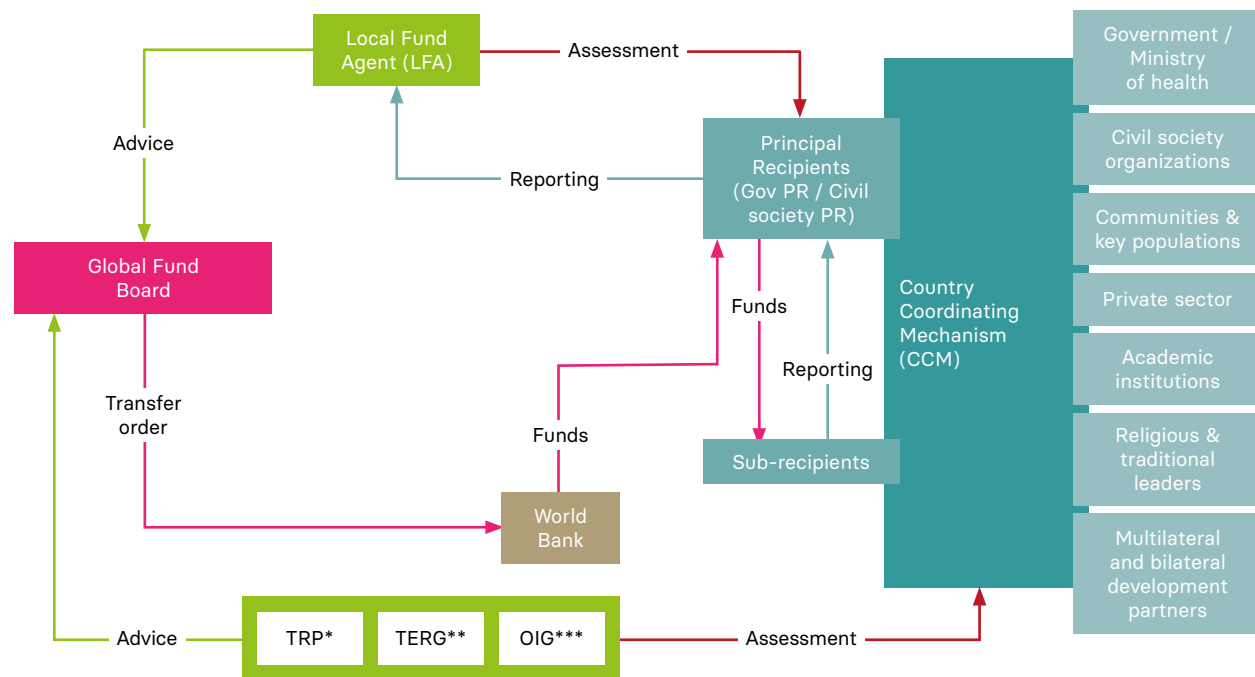 Local Fund
Agent (LFA)
Assessment
Government /
Ministry
of health
Advice
Principal
Recipients
(Gov PR / Civil
society PR)
Civil society
organizations
Reporting
Communities &
key populations
Global Fund
Board
Funds
Country
Coordinating
Mechanism
(CCM)
Private sector
Reporting
Academic
institutions
Transfer
order
Funds
Sub-recipients
Religious &
traditional
leaders
World
Bank
Multilateral
and bilateral
development
partners
Advice
TRP*
TERG**
OIG***
Assessment